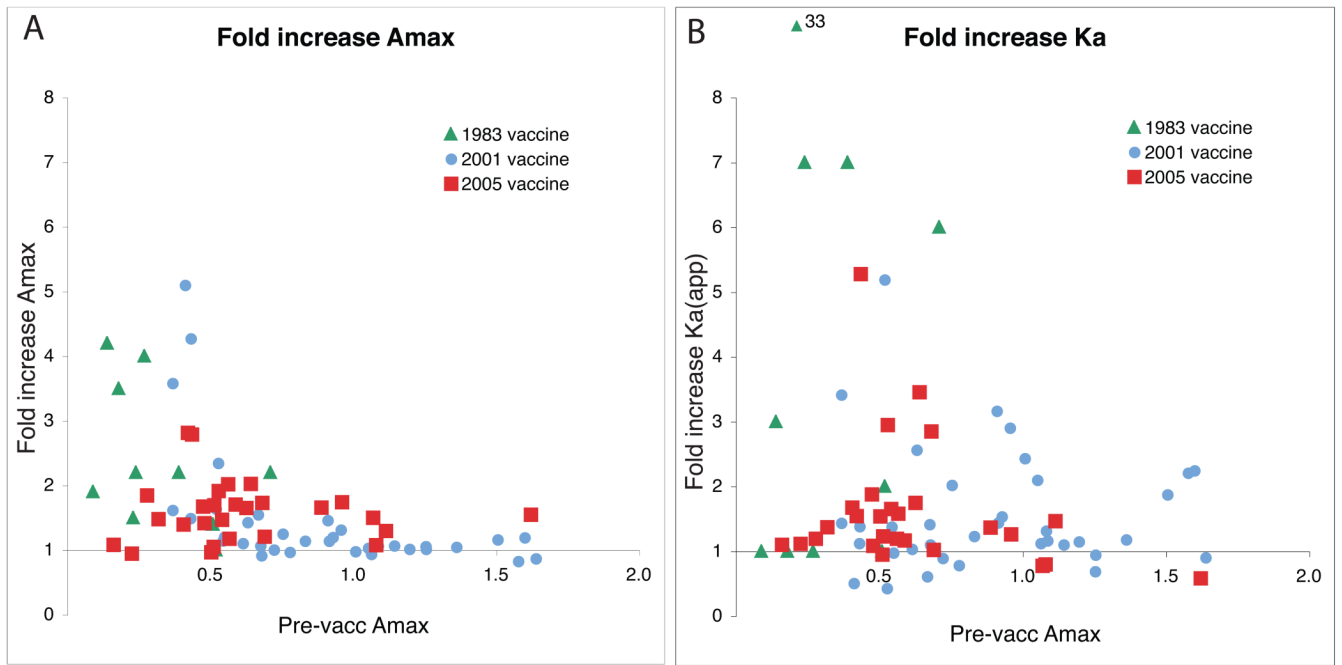 A
Fold increase Amax
8
7
6
5
4
3
2
1
0
0.5
1.0
1.5
2.0
Fold increase Amax
Pre-vacc Amax
1983 vaccine
2001 vaccine
2005 vaccine
B
33
Fold increase Ka
8
7
6
5
4
3
2
1
0
0.5
1.0
1.5
2.0
Fold increase Ka(app)
Pre-vacc Amax
1983 vaccine
2001 vaccine
2005 vaccine